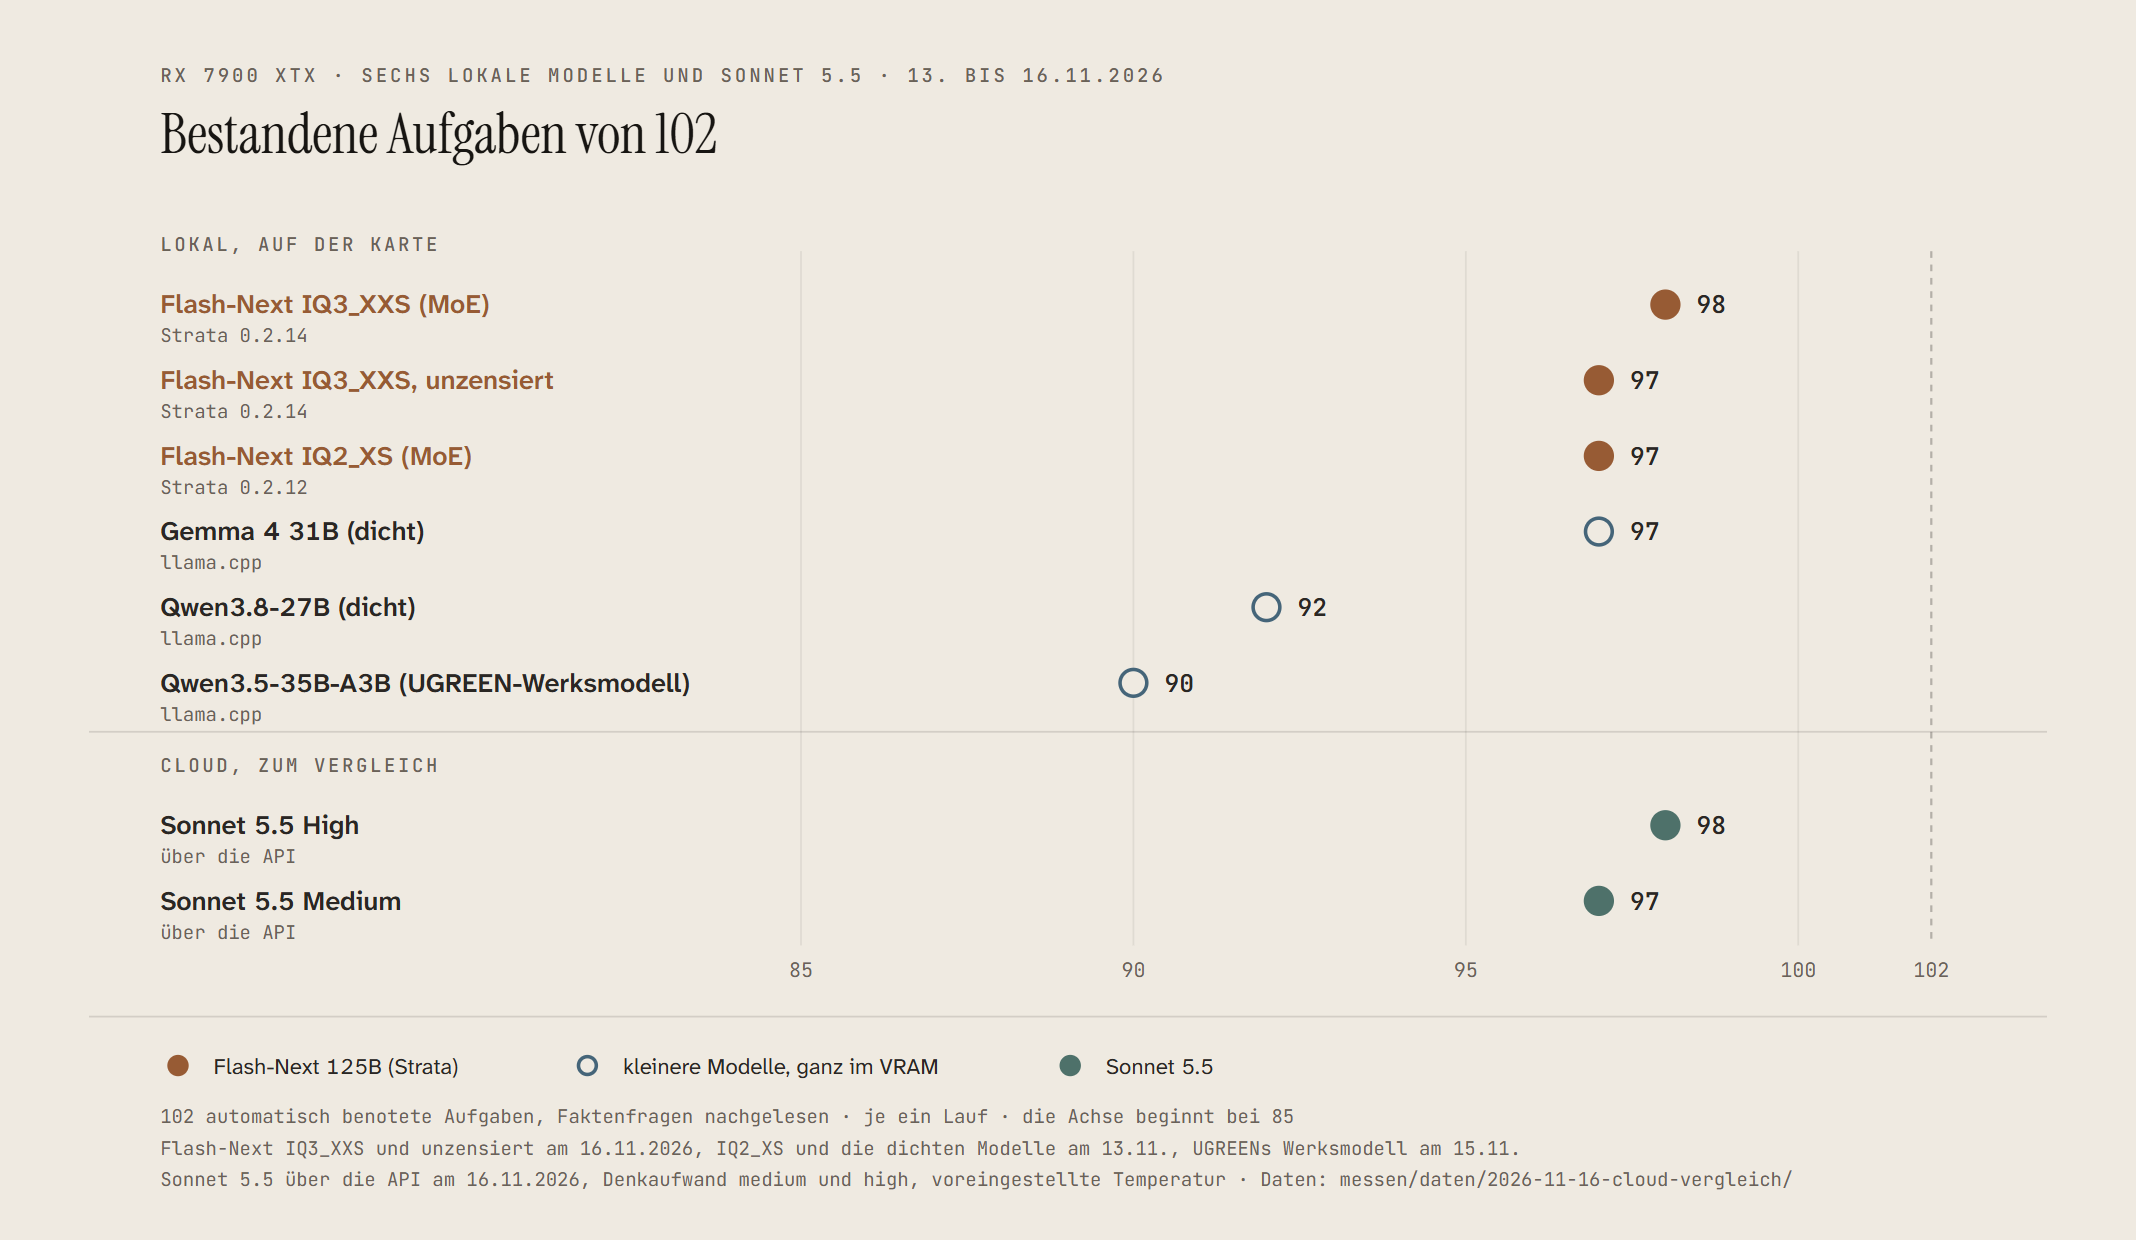 RX 7900 XTX · SECHS LOKALE MODELLE UND SONNET 5.5 · 13. BIS 16.11.2026
Bestandene Aufgaben von 102
LOKAL, AUF DER KARTE
Flash-Next IQ3_XXS (MoE)
98
Strata 0.2.14
Flash-Next IQ3_XXS, unzensiert
97
Strata 0.2.14
Flash-Next IQ2_XS (MoE)
97
Strata 0.2.12
Gemma 4 31B (dicht)
97
llama.cpp
Qwen3.8-27B (dicht)
92
llama.cpp
Qwen3.5-35B-A3B (UGREEN-Werksmodell)
90
llama.cpp
CLOUD, ZUM VERGLEICH
Sonnet 5.5 High
98
über die API
Sonnet 5.5 Medium
97
über die API
85 90 95 100 102
Flash-Next 125B (Strata) kleinere Modelle, ganz im VRAM Sonnet 5.5
102 automatisch benotete Aufgaben, Faktenfragen nachgelesen · je ein Lauf · die Achse beginnt bei 85
Flash-Next IQ3_XXS und unzensiert am 16.11.2026, IQ2_XS und die dichten Modelle am 13.11., UGREENs Werksmodell am 15.11.
Sonnet 5.5 über die API am 16.11.2026, Denkaufwand medium und high, voreingestellte Temperatur · Daten: messen/daten/2026-11-16-cloud-vergleich/